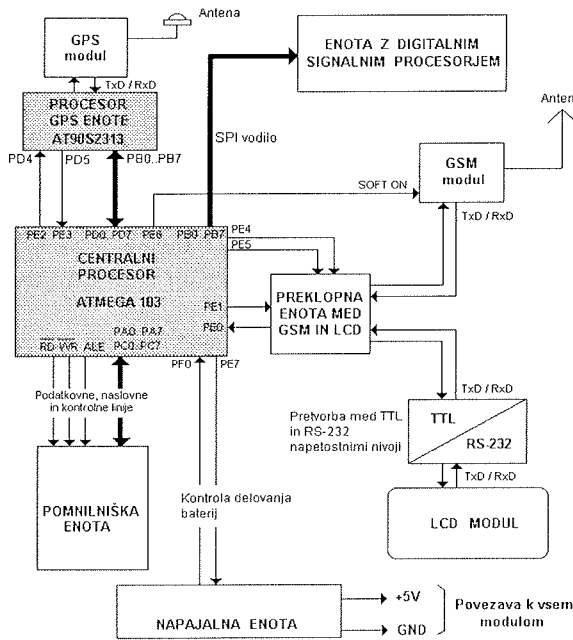 Antena
GPS
modul
TxD / RxD
PROCESOR
GPS ENOTE
AT90S2313
PD4
PD5
PB0..PB7
ENOTA Z DIGITALNIM
SIGNALNIM PROCESORJEM
SPI vodilo
Anten
GSM
modul
SOFT ON
TxD / RxD
PE2 PE3 PD0..PD7 PE6 PB0..PB7
PE4
PE5
CENTRALNI
PROCESOR
ATMEGA 103
PE1
PE0
PREKLOPNA
ENOTA MED
GSM IN LCD
PA0..PA7
RD WR ALE PC0..PC7
PF0
PE7
Podatkovne, naslovne
in kontrolne linije
TxD / RxD
Pretvorba med TTL
in RS-232
napetostnimi nivoji
TTL
RS-232
TxD / RxD
POMNILNIŠKA
ENOTA
Kontrola delovanja
baterij
LCD MODUL
NAPAJALNA ENOTA
+5V
GND
Povezava k vsem
modulom